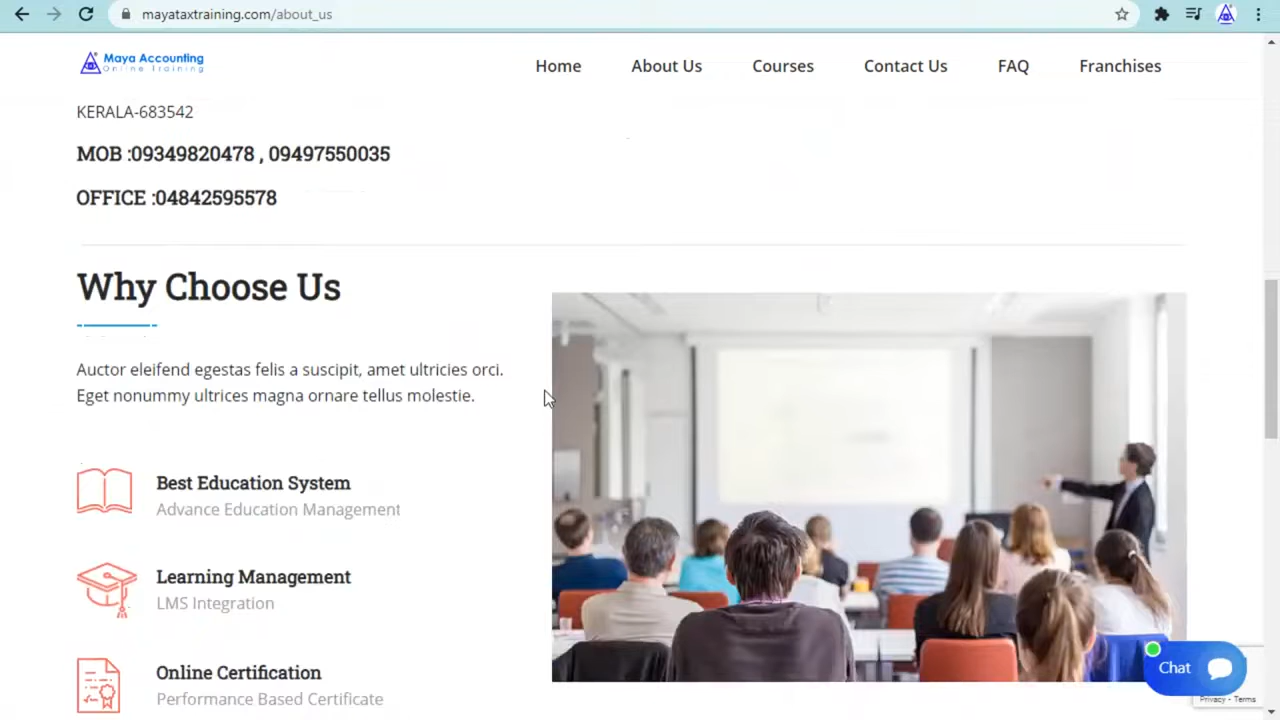 mayataxtraining.com/about_us
Maya Accounting
Online Training
Home
About Us
Courses
Contact Us
FAQ
Franchises
KERALA-683542
MOB :09349820478 , 09497550035
OFFICE :04842595578
Why Choose Us
Auctor eleifend egestas felis a suscipit, amet ultricies orci.
Eget nonummy ultrices magna ornare tellus molestie.
Best Education System
Advance Education Management
Learning Management
LMS Integration
Online Certification
Performance Based Certificate
Chat
Privacy - Terms